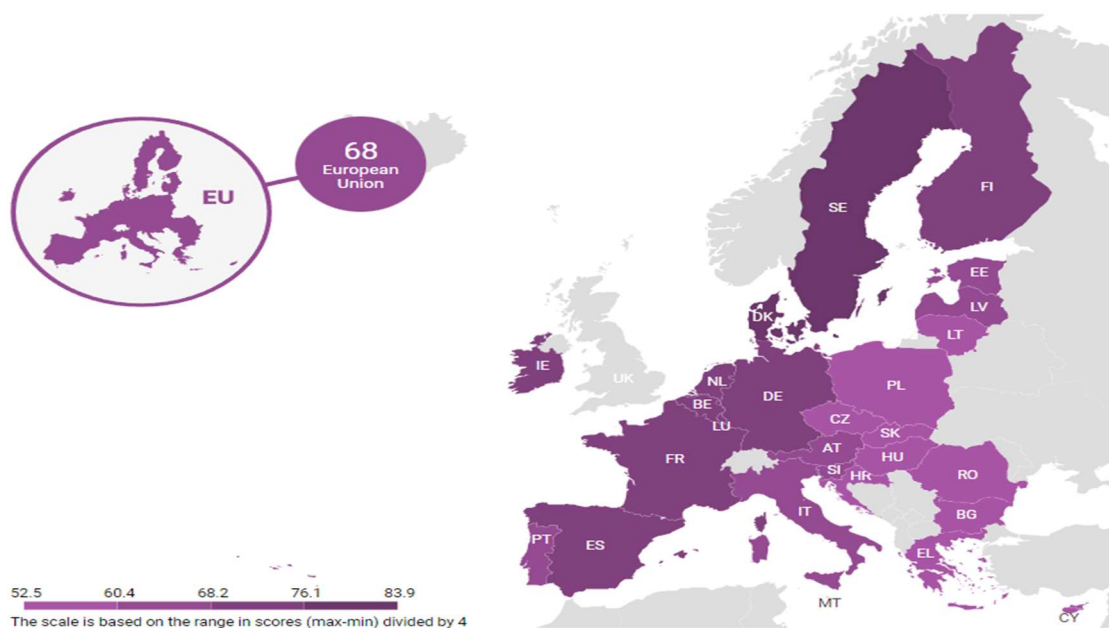 68
European
Union
EU
FI
SE
EE
LV
DK
LT
IE
UK
NL
PL
BE
DE
CZ
LU
SK
AT
HU
FR
SI
HR
RO
IT
BG
PT
ES
EL
MT
CY
52.5 60.4 68.2 76.1 83.9
The scale is based on the range in scores (max-min) divided by 4